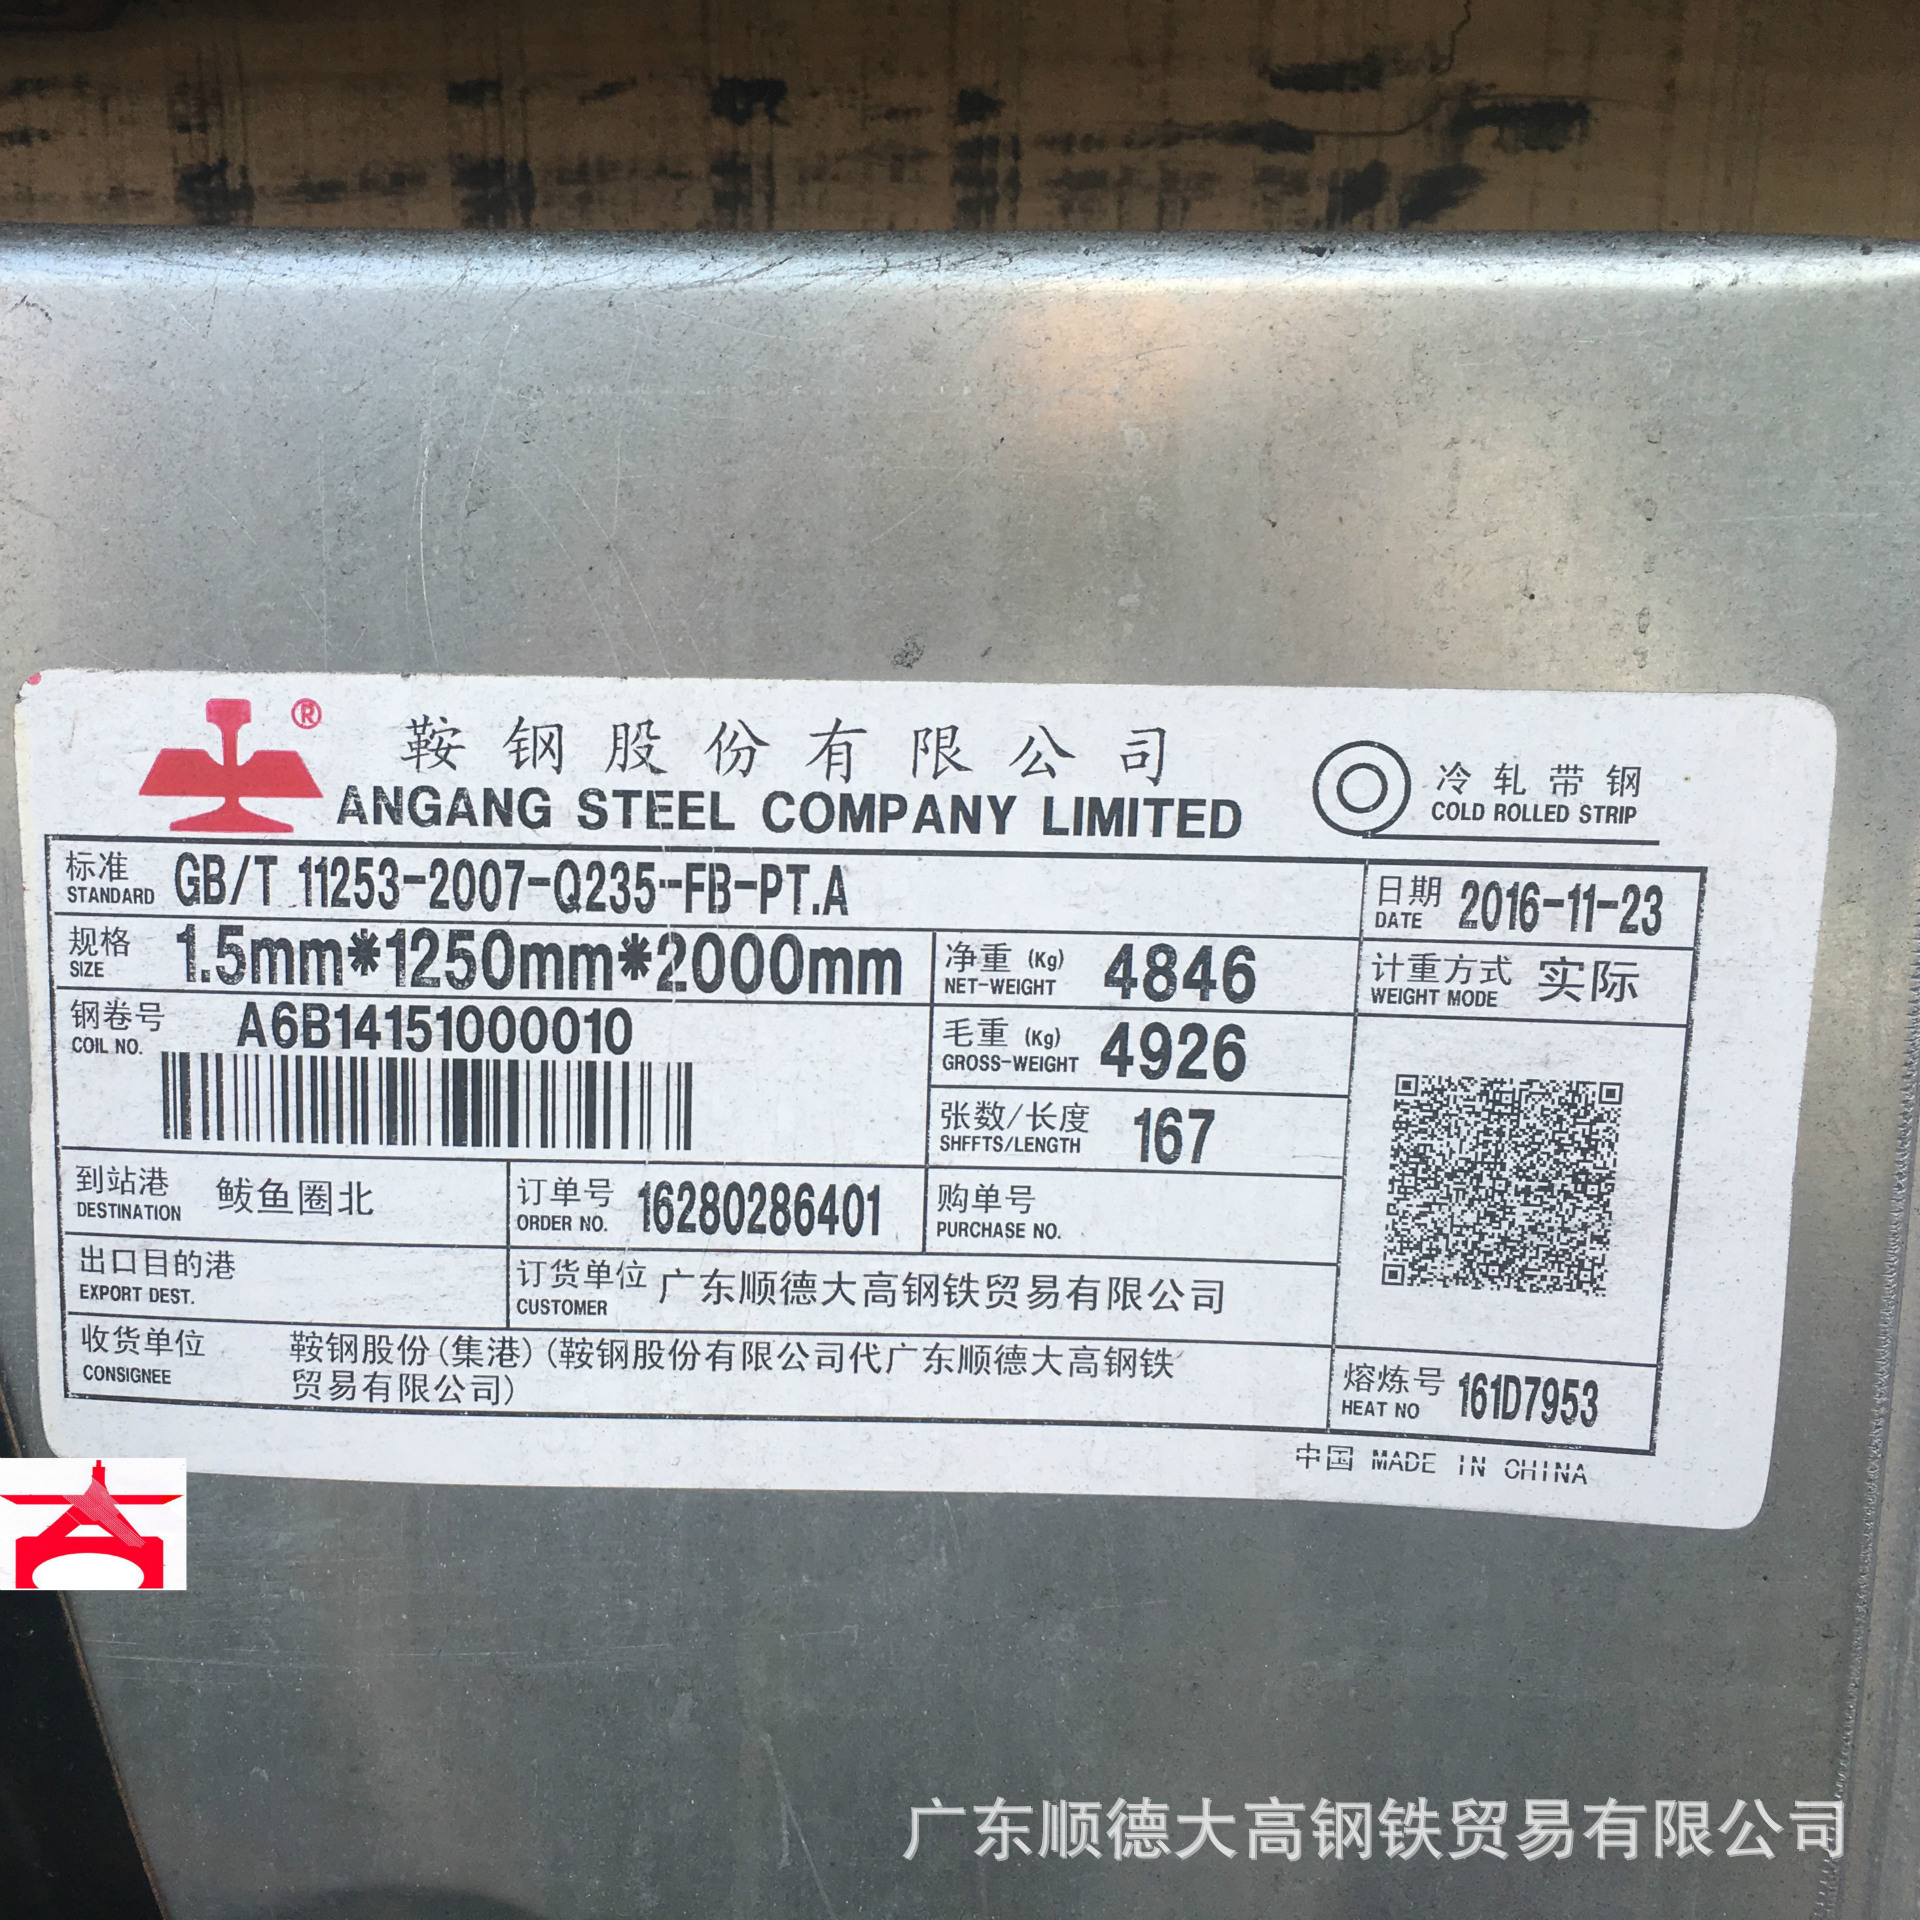 ®
鞍钢股份有限公司
ANGANG STEEL COMPANY LIMITED
冷轧带钢
COLD ROLLED STRIP
标准
STANDARD
GB/T 11253-2007-Q235-FB-PT.A
日期
DATE
2016-11-23
规格
SIZE
1.5mm*1250mm*2000mm
净重 (Kg)
NET-WEIGHT
4846
计重方式
WEIGHT MODE
实际
钢卷号
COIL NO.
A6B14151000010
毛重 (Kg)
GROSS-WEIGHT
4926
张数/长度
SHFFTS/LENGTH
167
到站港
DESTINATION
鲅鱼圈北
订单号
ORDER NO.
16280286401
购单号
PURCHASE NO.
出口目的港
EXPORT DEST.
订货单位
CUSTOMER
广东顺德大高钢铁贸易有限公司
收货单位
CONSIGNEE
鞍钢股份(集港)(鞍钢股份有限公司代广东顺德大高钢铁
贸易有限公司)
熔炼号
HEAT NO
161D7953
中国 MADE IN CHINA
广东顺德大高钢铁贸易有限公司